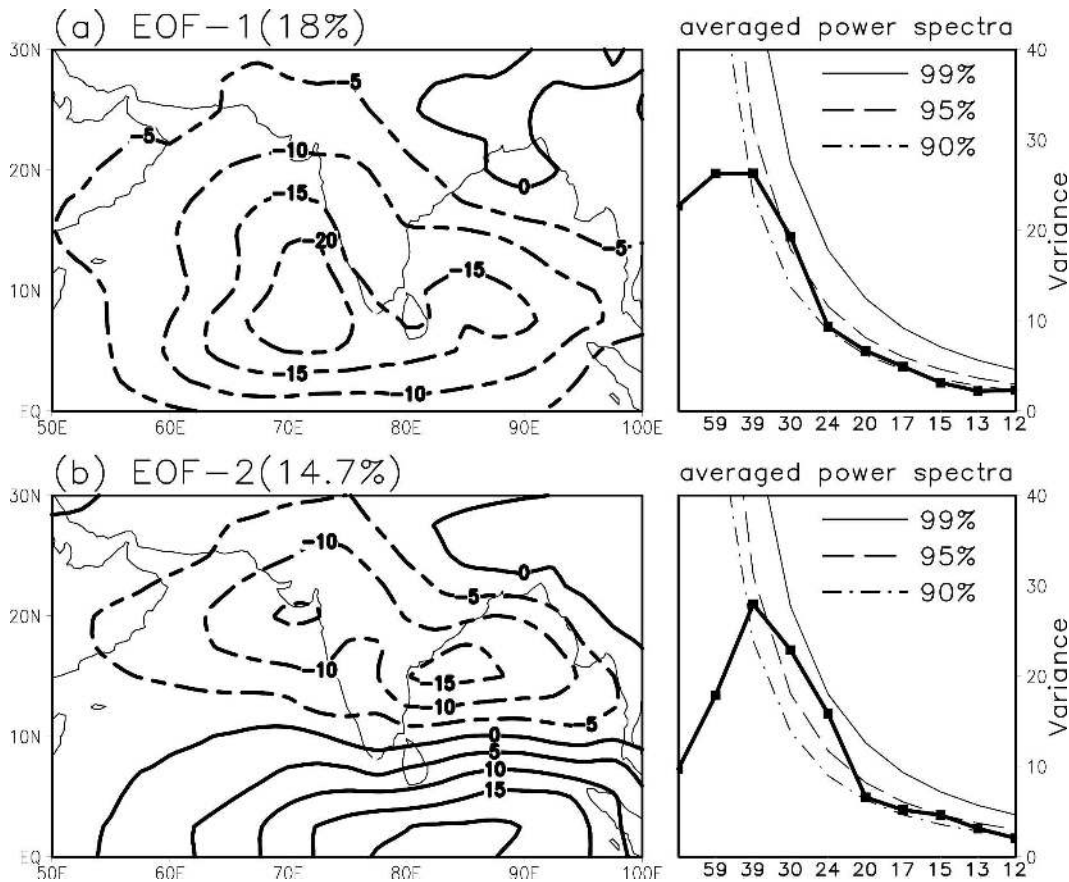 (a) EOF-1(18%)
averaged power spectra
30N
20N
10N
EQ
50E 60E 70E 80E 90E 100E
-5
-5
-10
-15
-20
-15
-5
-15
-10
0
99%
95%
90%
40
30
20
10
0
Variance
59 39 30 24 20 17 15 13 12
(b) EOF-2(14.7%)
averaged power spectra
30N
20N
10N
EQ
50E 60E 70E 80E 90E 100E
-10
0
-5
-10
-15
-10
-5
0
5
10
15
99%
95%
90%
40
30
20
10
0
Variance
59 39 30 24 20 17 15 13 12